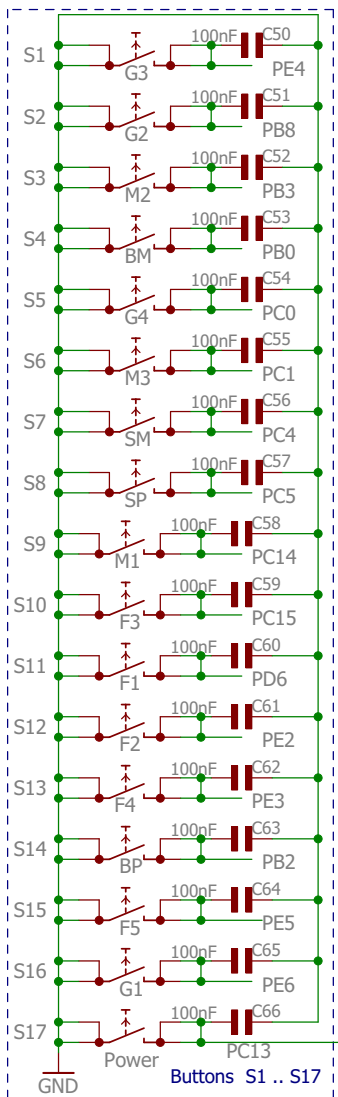 S1 100nF C50
G3 PE4
S2 100nF C51
G2 PB8
S3 100nF C52
M2 PB3
S4 100nF C53
BM PB0
S5 100nF C54
G4 PC0
S6 100nF C55
M3 PC1
S7 100nF C56
SM PC4
S8 100nF C57
SP PC5
S9 100nF C58
M1 PC14
S10 100nF C59
F3 PC15
S11 100nF C60
F1 PD6
S12 100nF C61
F2 PE2
S13 100nF C62
F4 PE3
S14 100nF C63
BP PB2
S15 100nF C64
F5 PE5
S16 100nF C65
G1 PE6
S17 100nF C66
Power PC13
GND Buttons S1 .. S17